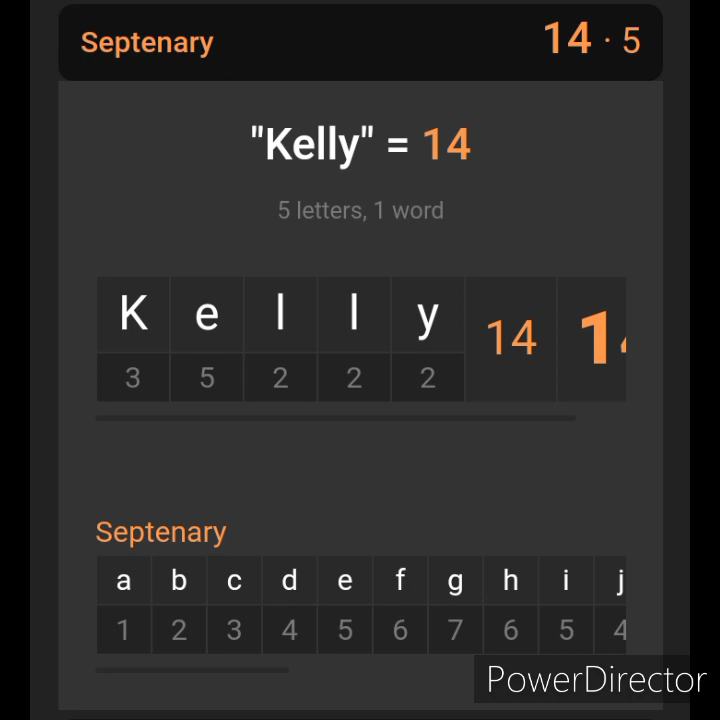 Septenary 14 · 5
"Kelly" = 14
5 letters, 1 word
K e l l y 14 14
3 5 2 2 2
Septenary
a b c d e f g h i j
1 2 3 4 5 6 7 6 5 4
PowerDirector